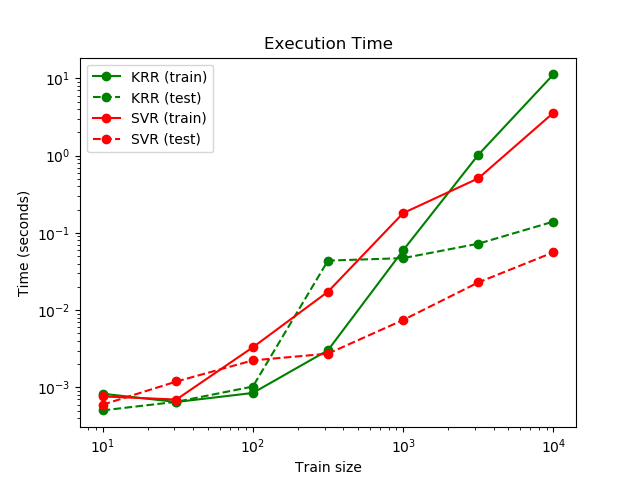 Execution Time
KRR (train)
KRR (test)
SVR (train)
SVR (test)
Time (seconds)
10¹
10⁰
10⁻¹
10⁻²
10⁻³
10¹ 10² 10³ 10⁴
Train size